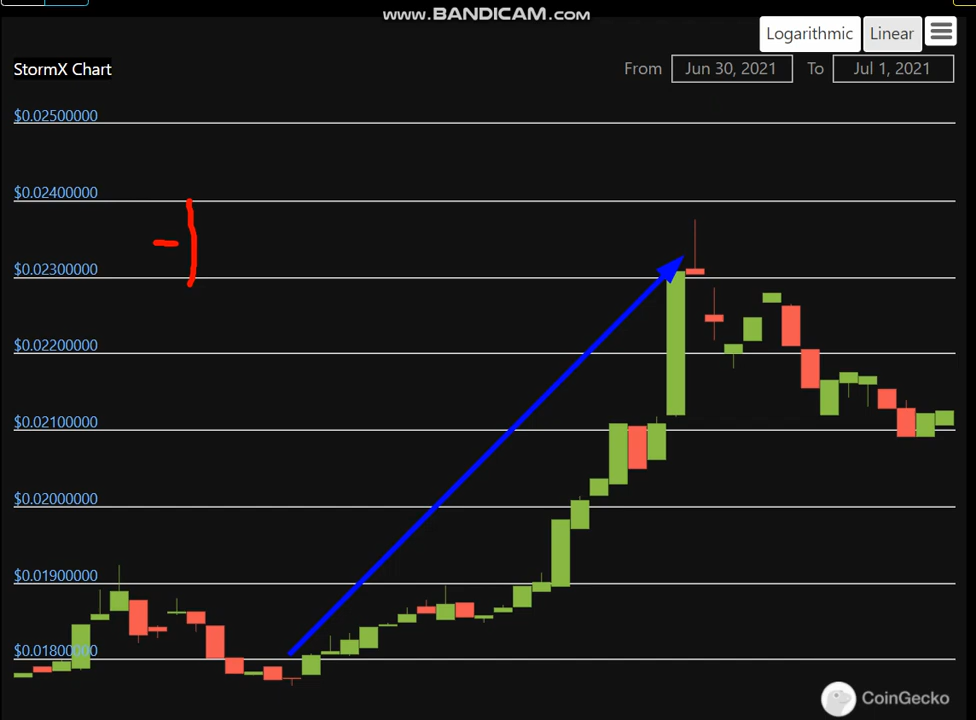 www.BANDICAM.com
Logarithmic Linear
StormX Chart From Jun 30, 2021 To Jul 1, 2021
$0.02500000
$0.02400000
$0.02300000
$0.02200000
$0.02100000
$0.02000000
$0.01900000
$0.01800000
CoinGecko